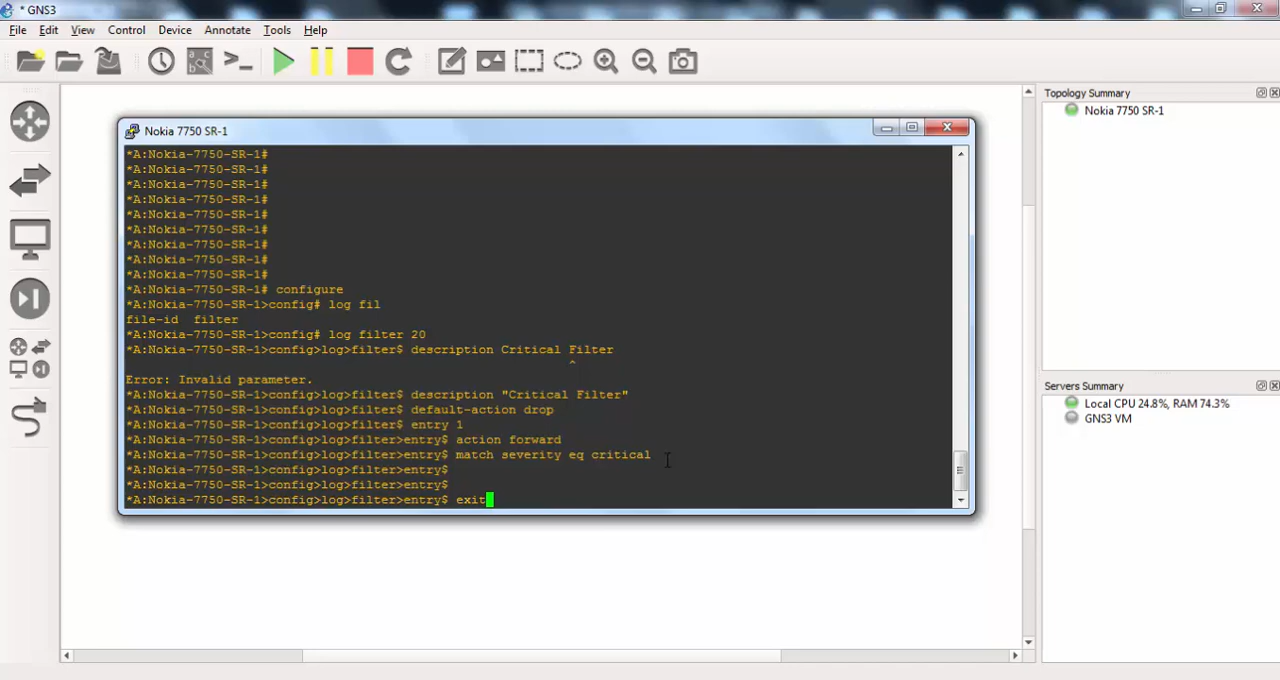 * GNS3
File Edit View Control Device Annotate Tools Help
Topology Summary
Nokia 7750 SR-1
Servers Summary
Local CPU 24.8%, RAM 74.3%
GNS3 VM
Nokia 7750 SR-1
*A:Nokia-7750-SR-1#
*A:Nokia-7750-SR-1#
*A:Nokia-7750-SR-1#
*A:Nokia-7750-SR-1#
*A:Nokia-7750-SR-1#
*A:Nokia-7750-SR-1#
*A:Nokia-7750-SR-1#
*A:Nokia-7750-SR-1#
*A:Nokia-7750-SR-1#
*A:Nokia-7750-SR-1# configure
*A:Nokia-7750-SR-1>config# log fil
file-id  filter
*A:Nokia-7750-SR-1>config# log filter 20
*A:Nokia-7750-SR-1>config>log>filter$ description Critical Filter
^
Error: Invalid parameter.
*A:Nokia-7750-SR-1>config>log>filter$ description "Critical Filter"
*A:Nokia-7750-SR-1>config>log>filter$ default-action drop
*A:Nokia-7750-SR-1>config>log>filter$ entry 1
*A:Nokia-7750-SR-1>config>log>filter>entry$ action forward
*A:Nokia-7750-SR-1>config>log>filter>entry$ match severity eq critical
*A:Nokia-7750-SR-1>config>log>filter>entry$
*A:Nokia-7750-SR-1>config>log>filter>entry$
*A:Nokia-7750-SR-1>config>log>filter>entry$ exit